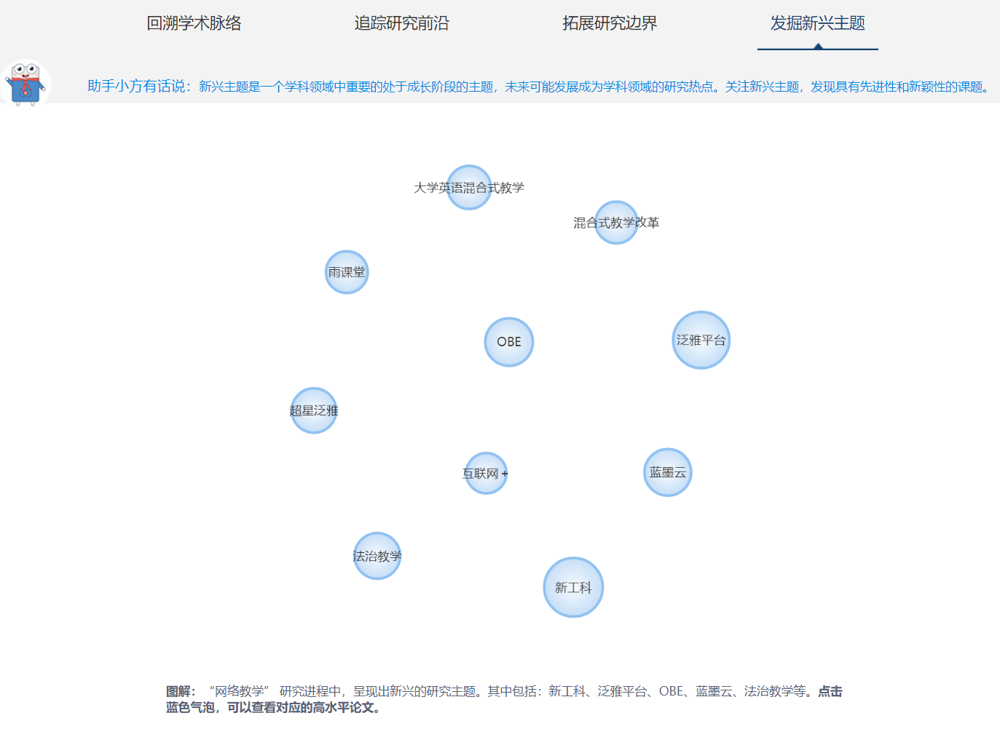 回溯学术脉络 追踪研究前沿 拓展研究边界 发掘新兴主题
助手小方有话说：新兴主题是一个学科领域中重要的处于成长阶段的主题，未来可能发展成为学科领域的研究热点。关注新兴主题，发现具有先进性和新颖性的课题。
大学英语混合式教学
混合式教学改革
雨课堂
OBE
泛雅平台
超星泛雅
互联网+
蓝墨云
法治教学
新工科
图解：“网络教学” 研究进程中，呈现出新兴的研究主题。其中包括：新工科、泛雅平台、OBE、蓝墨云、法治教学等。点击
蓝色气泡，可以查看对应的高水平论文。